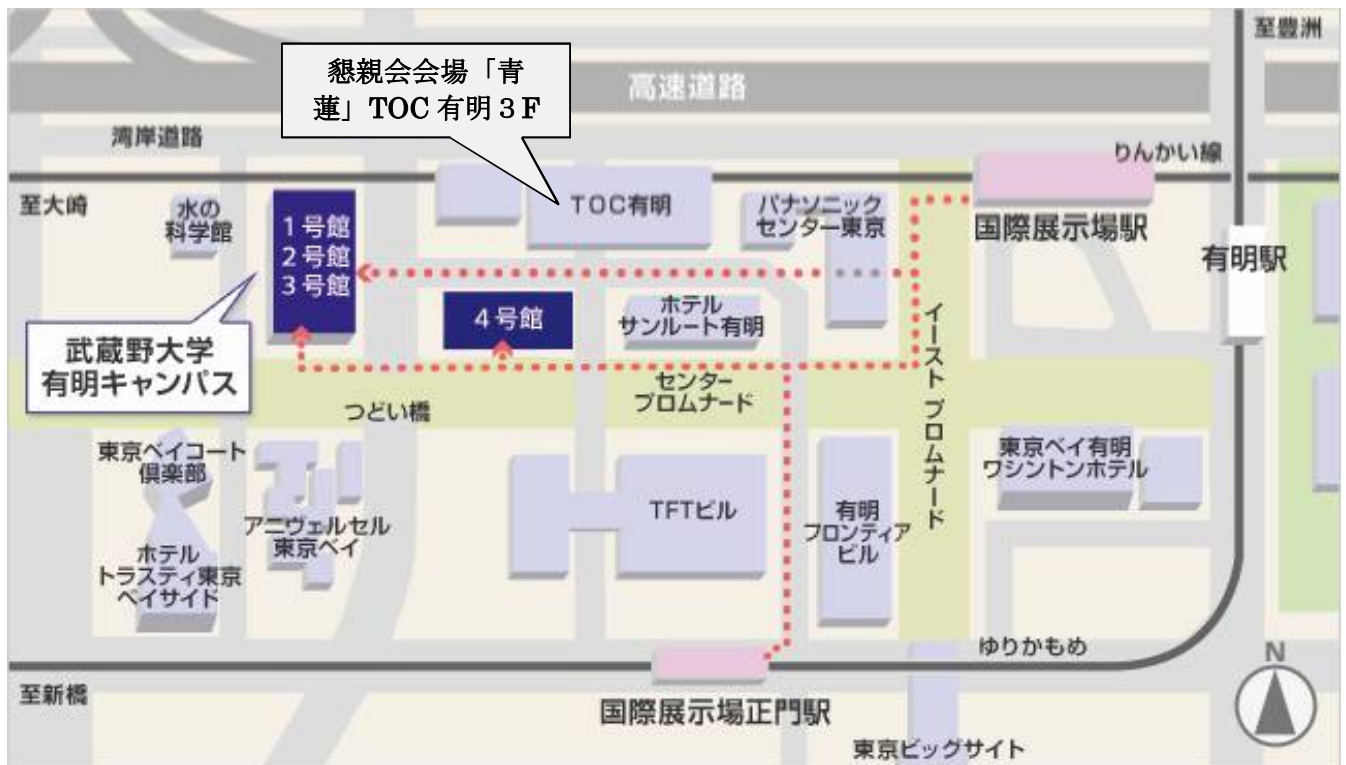 至豊洲
懇親会会場「青
蓮」TOC 有明３F
高速道路
湾岸道路
りんかい線
至大崎
水の
科学館
1号館
2号館
3号館
TOC有明
パナソニック
センター東京
国際展示場駅
有明駅
4号館
ホテル
サンルート有明
イースト プロムナード
武蔵野大学
有明キャンパス
センター
プロムナード
つどい橋
東京ベイコート
倶楽部
アニヴェルセル
東京ベイ
TFTビル
有明
フロンティア
ビル
東京ベイ有明
ワシントンホテル
ホテル
トラスティ東京
ベイサイド
ゆりかもめ
N
至新橋
国際展示場正門駅
東京ビッグサイト